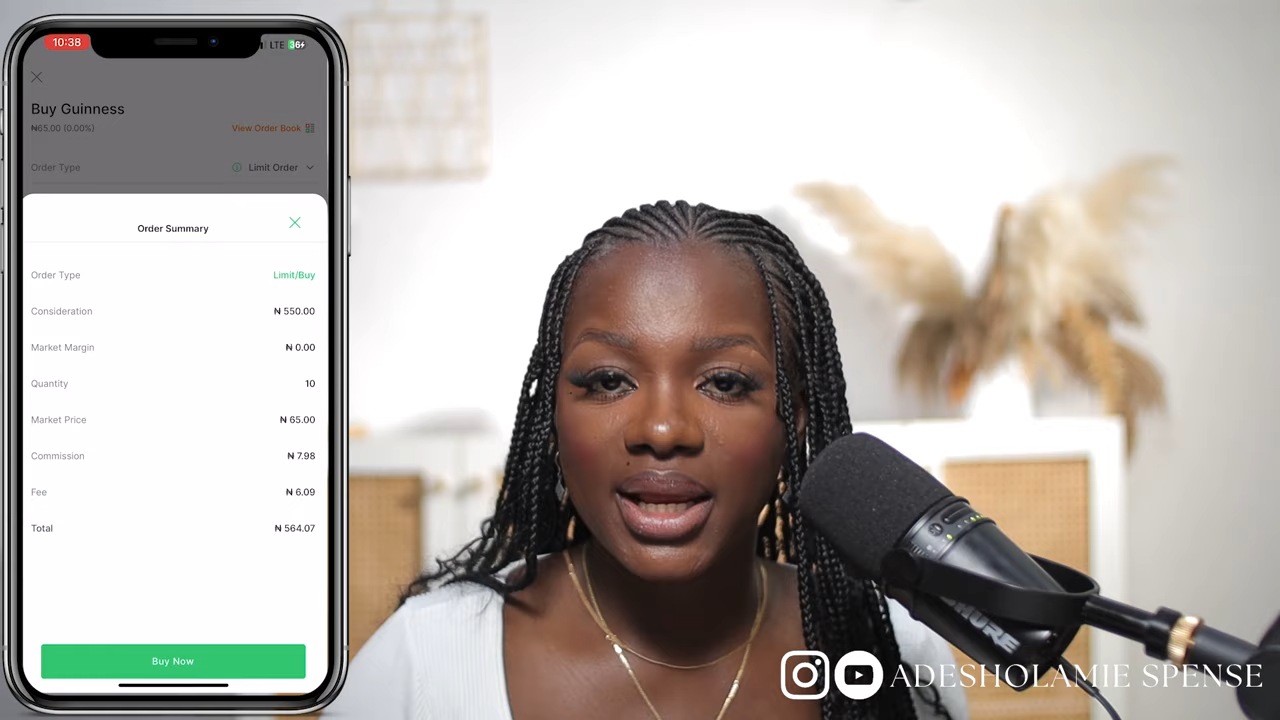 10:38
LTE 36
Buy Guinness
₦65.00 (0.00%)
View Order Book
Order Type
Limit Order
Order Summary
Order Type
Limit/Buy
Consideration
₦ 550.00
Market Margin
₦ 0.00
Quantity
10
Market Price
₦ 65.00
Commission
₦ 7.98
Fee
₦ 6.09
Total
₦ 564.07
Buy Now
SHURE
ADESHOLAMIE SPENSE